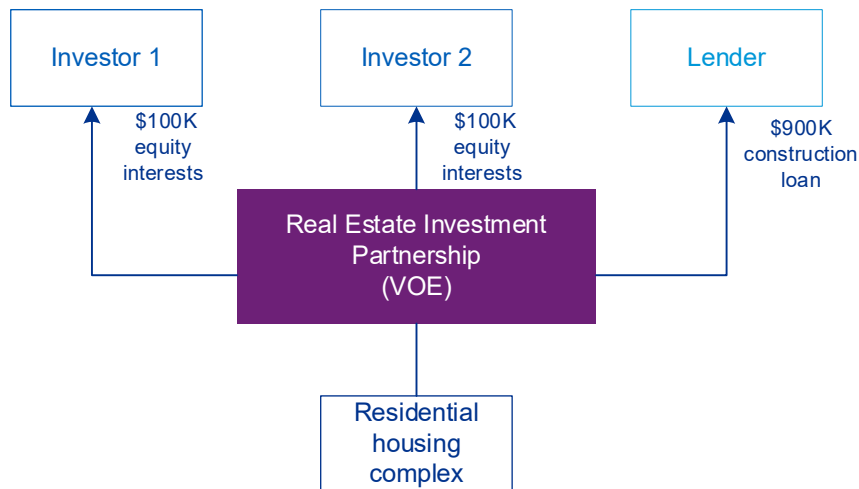 Investor 1
Investor 2
Lender
$100K
equity
interests
$100K
equity
interests
$900K
construction
loan
Real Estate Investment
Partnership
(VOE)
Residential
housing
complex